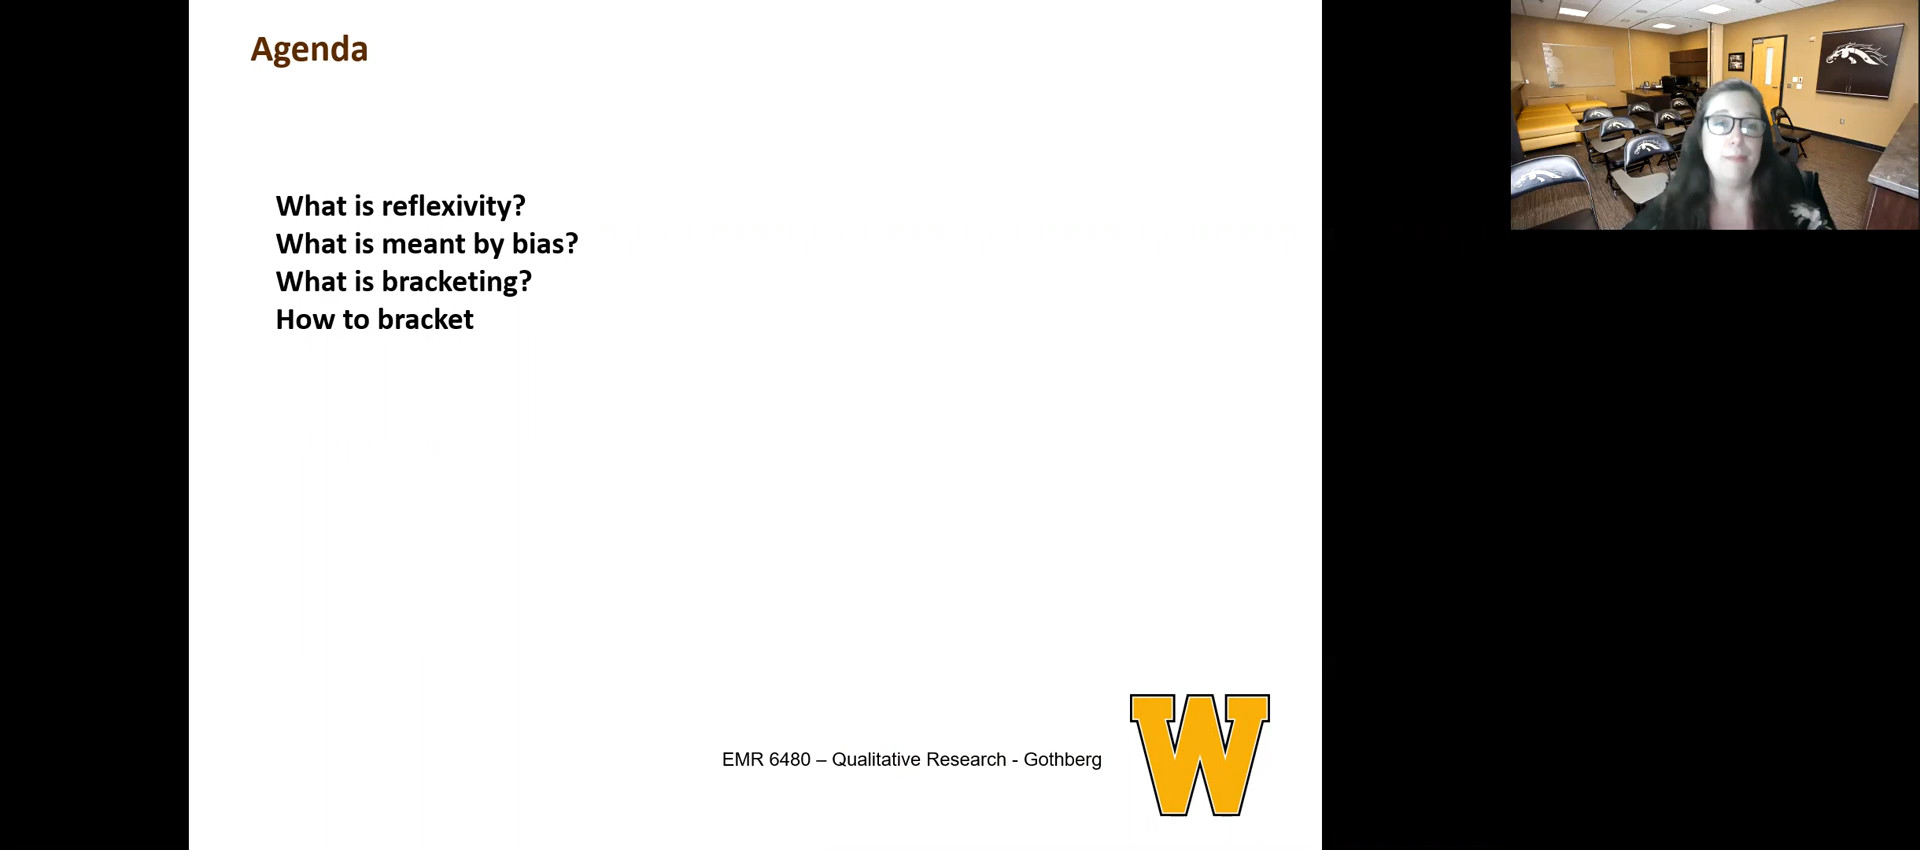 Agenda
What is reflexivity?
What is meant by bias?
What is bracketing?
How to bracket
EMR 6480 – Qualitative Research - Gothberg
W